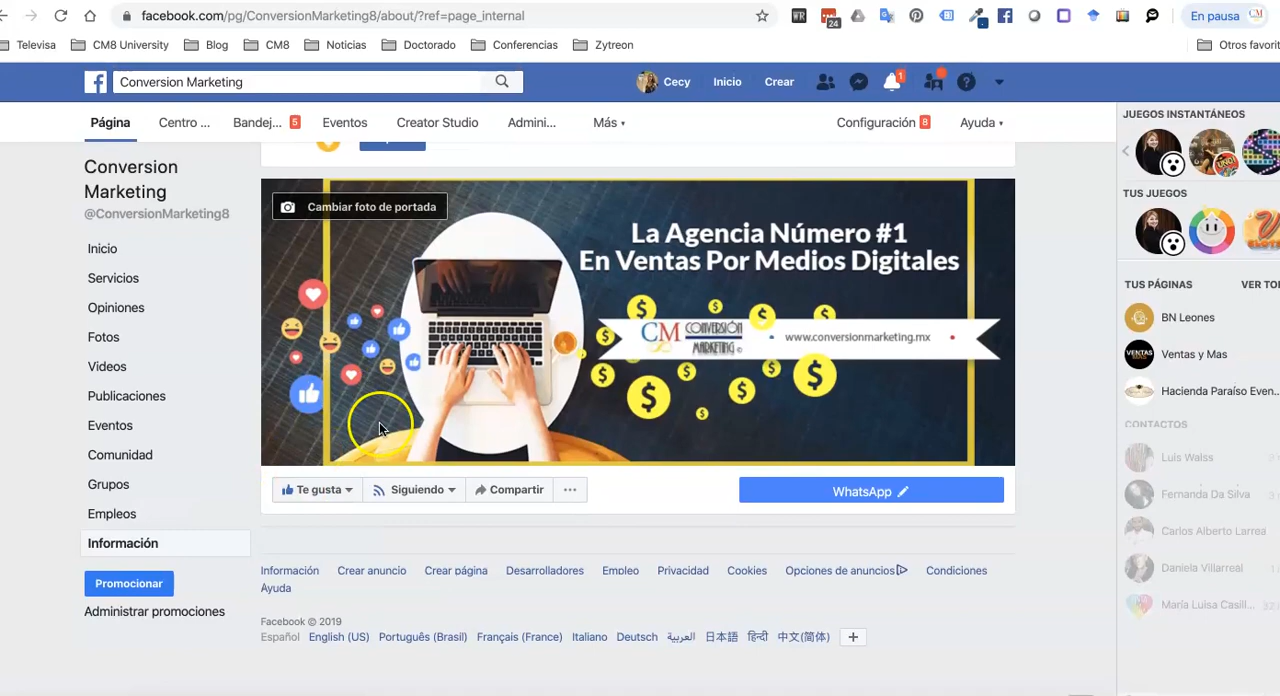 facebook.com/pg/ConversionMarketing8/about/?ref=page_internal
24
En pausa
Televisa CM8 University Blog CM8 Noticias Doctorado Conferencias Zytreon Otros favorit
Conversion Marketing
Cecy Inicio Crear 1
Página Centro ... Bandej... 5 Eventos Creator Studio Admini... Más Configuración 8 Ayuda
Conversion
Marketing
@ConversionMarketing8
Inicio
Servicios
Opiniones
Fotos
Videos
Publicaciones
Eventos
Comunidad
Grupos
Empleos
Información
Promocionar
Administrar promociones
Cambiar foto de portada
La Agencia Número #1
En Ventas Por Medios Digitales
CM CONVERSIÓN
MARKETING
www.conversionmarketing.mx
Te gusta Siguiendo Compartir ... WhatsApp
Información Crear anuncio Crear página Desarrolladores Empleo Privacidad Cookies Opciones de anuncios Condiciones
Ayuda
Facebook © 2019
Español English (US) Português (Brasil) Français (France) Italiano Deutsch العربية 日本語 हिन्दी 中文(简体) +
JUEGOS INSTANTÁNEOS
TUS JUEGOS
TUS PÁGINAS VER TO
BN Leones
VENTAS MAS Ventas y Mas
Hacienda Paraíso Even...
CONTACTOS
Luis Walss
Fernanda Da Silva
Carlos Alberto Larrea
Daniela Villarreal
María Luisa Casill...